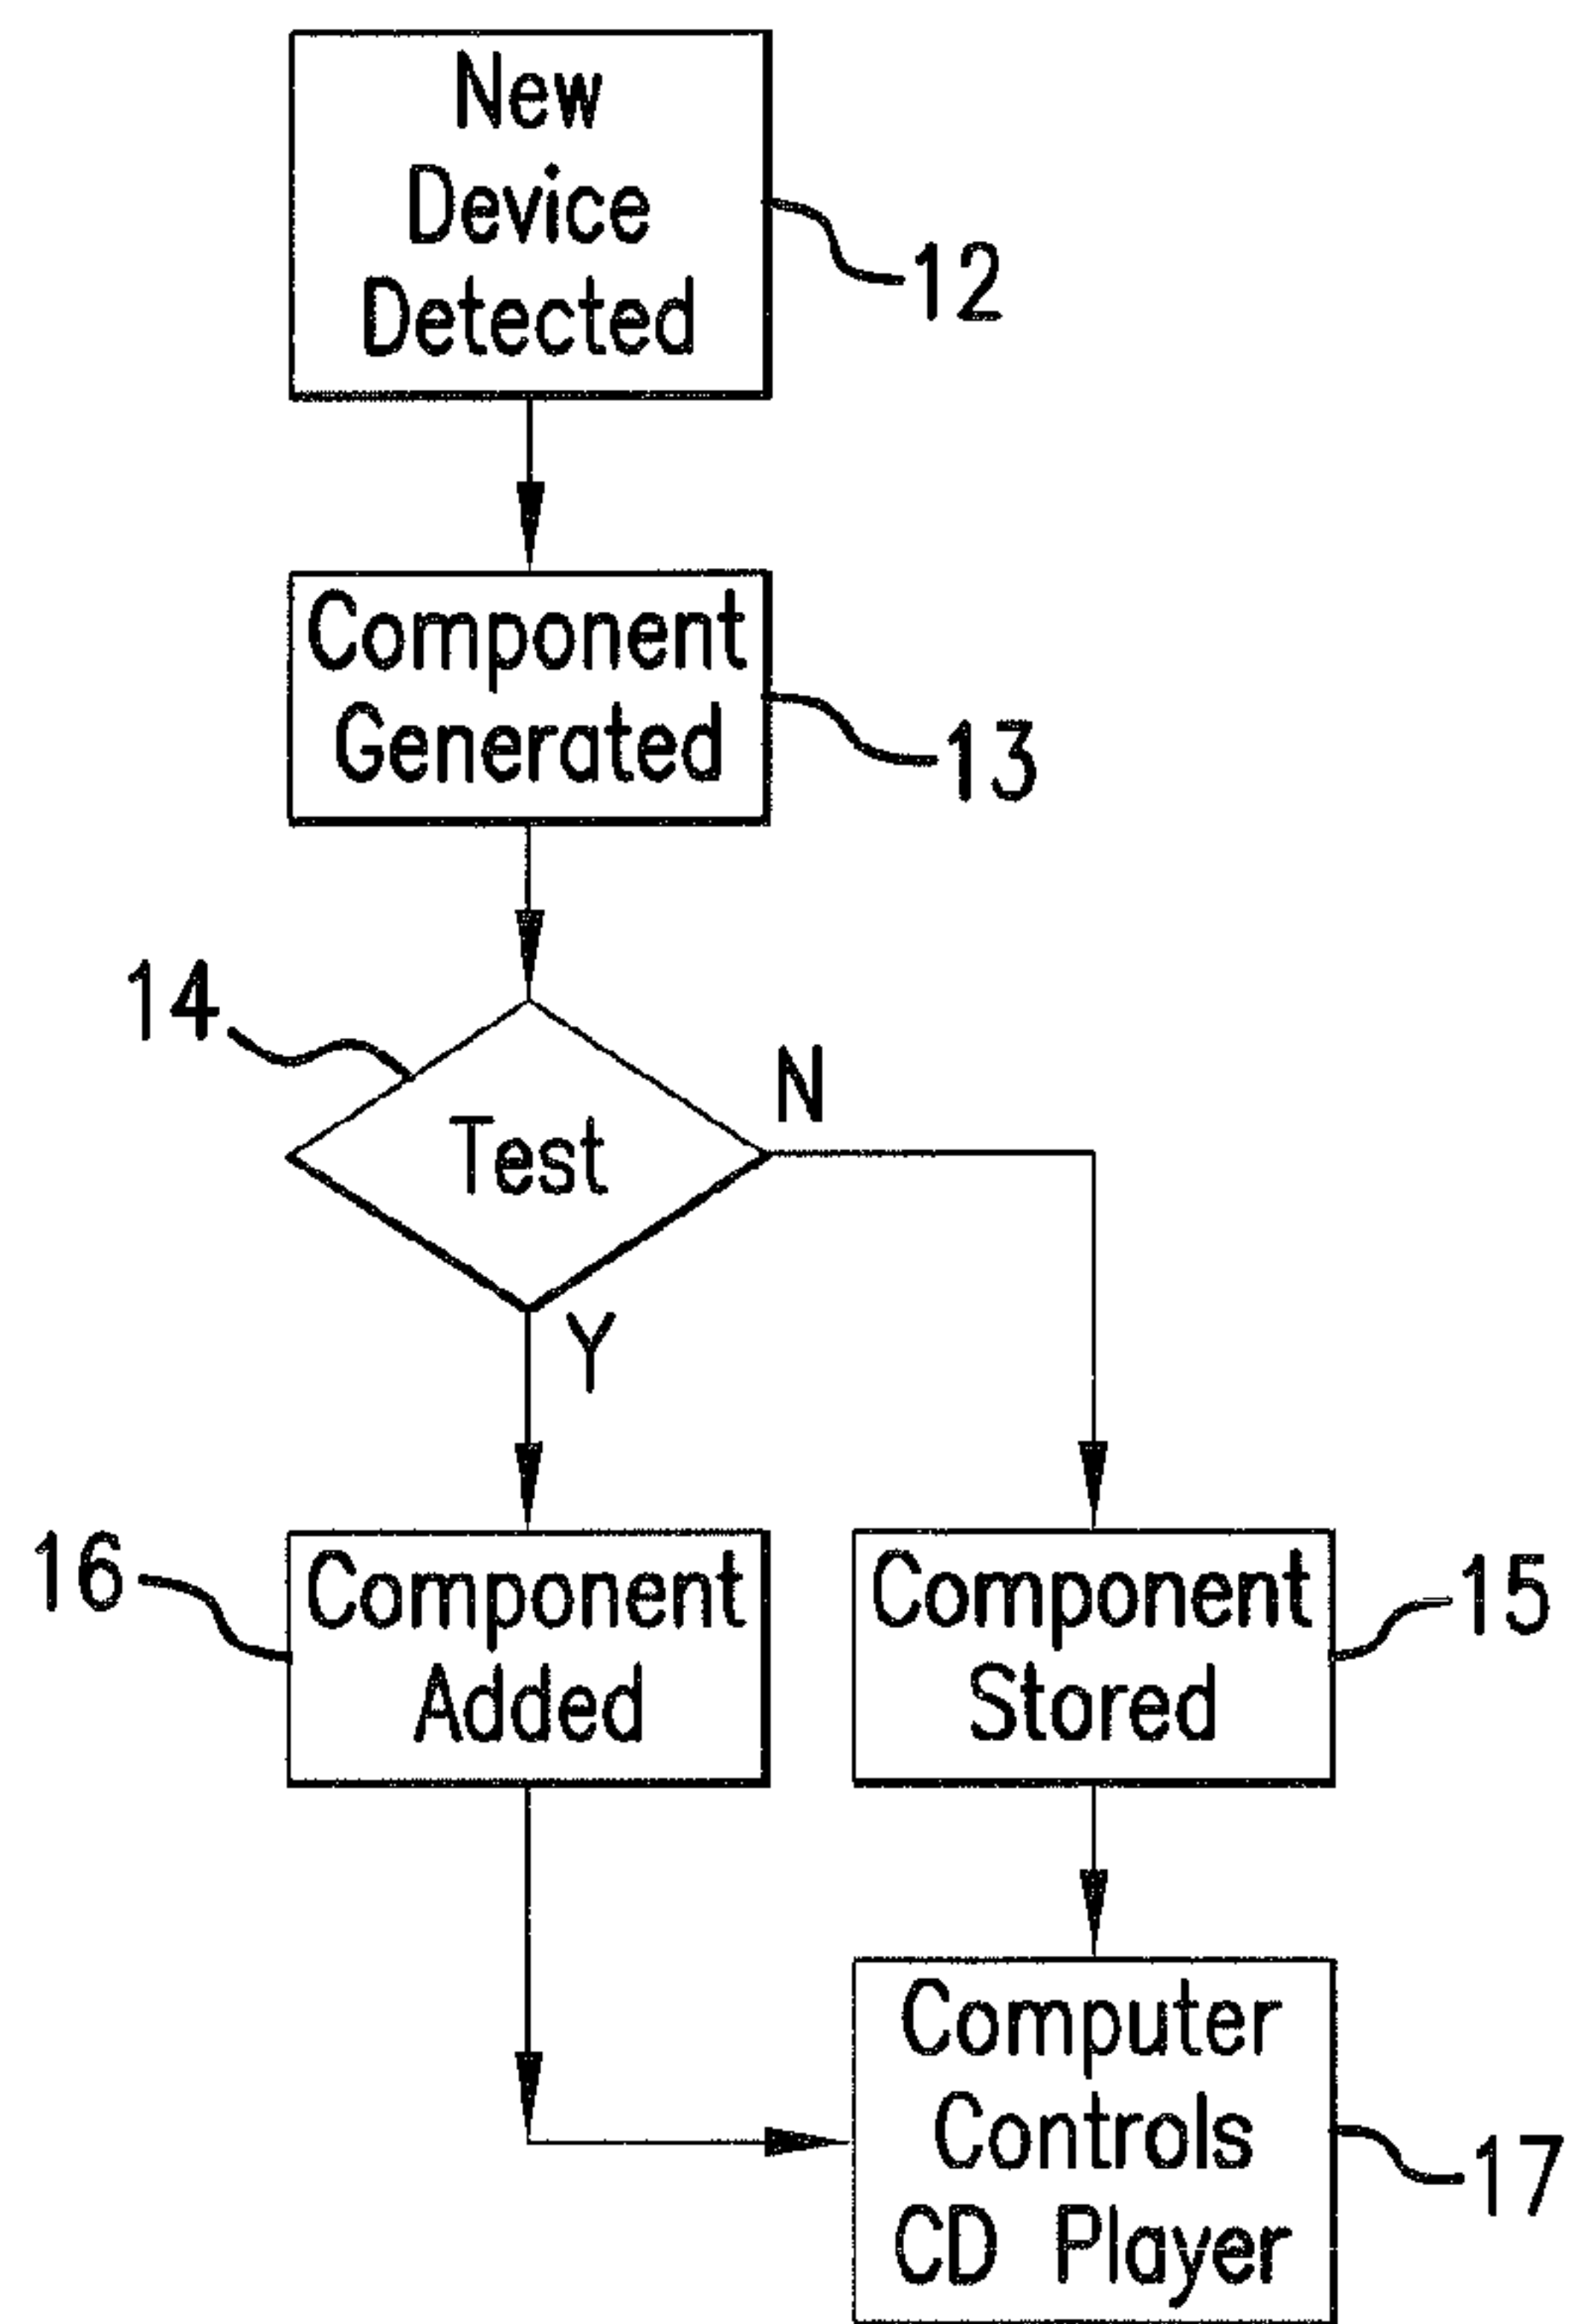 New
Device
Detected
12
Component
Generated
13
14
Test
N
Y
16
Component
Added
Component
Stored
15
Computer
Controls
CD Player
17